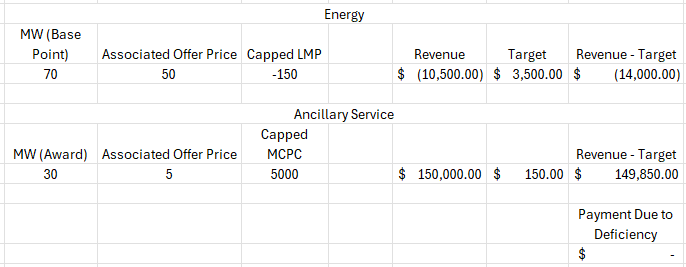 Energy
MW (Base
Point) Associated Offer Price Capped LMP Revenue Target Revenue - Target
70 50 -150 $ (10,500.00) $ 3,500.00 $ (14,000.00)
Ancillary Service
MW (Award) Associated Offer Price Capped
MCPC Revenue - Target
30 5 5000 $ 150,000.00 $ 150.00 $ 149,850.00
Payment Due to
Deficiency
$ -